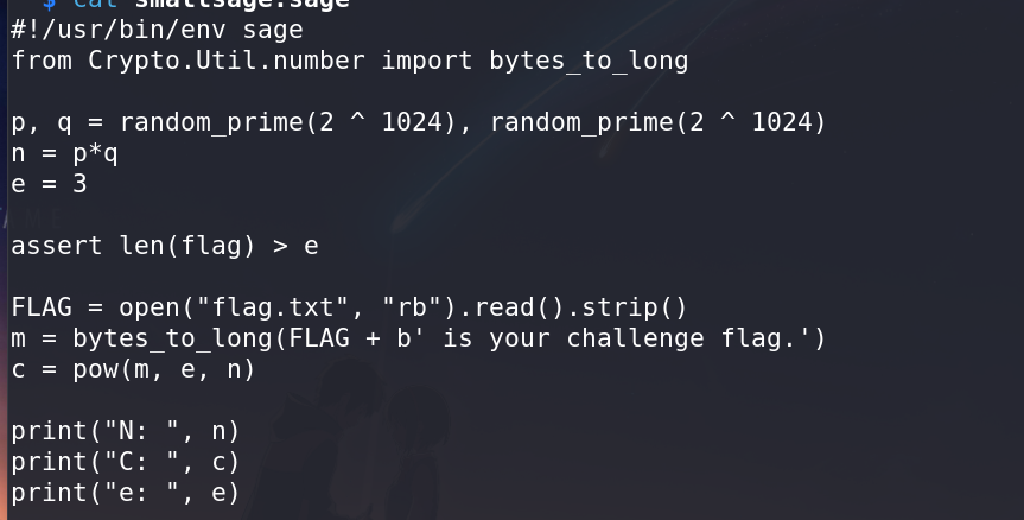 $ cat smallsage.sage
#!/usr/bin/env sage
from Crypto.Util.number import bytes_to_long
p, q = random_prime(2 ^ 1024), random_prime(2 ^ 1024)
n = p*q
e = 3
assert len(flag) > e
FLAG = open("flag.txt", "rb").read().strip()
m = bytes_to_long(FLAG + b' is your challenge flag.')
c = pow(m, e, n)
print("N: ", n)
print("C: ", c)
print("e: ", e)